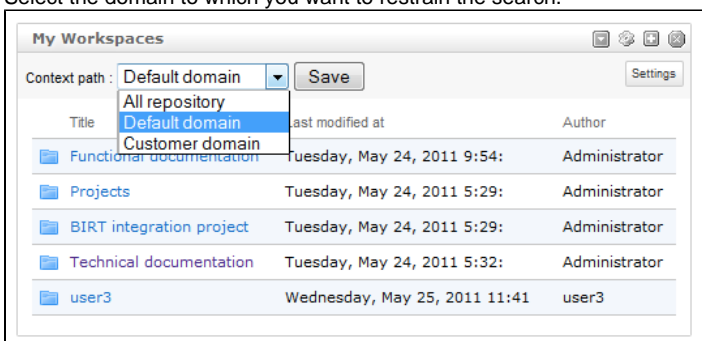 Select the domain to which you want to restrain the search.
My Workspaces
Context path : Default domain Save Settings
All repository
Default domain
Customer domain
Title Last modified at Author
Functional documentation Tuesday, May 24, 2011 9:54: Administrator
Projects Tuesday, May 24, 2011 5:29: Administrator
BIRT integration project Tuesday, May 24, 2011 5:29: Administrator
Technical documentation Tuesday, May 24, 2011 5:32: Administrator
user3 Wednesday, May 25, 2011 11:41 user3